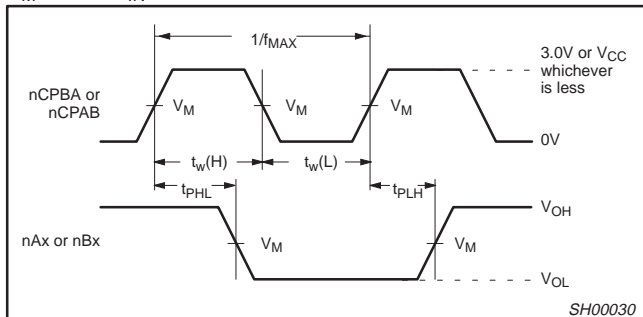 1/fMAX
3.0V or VCC
whichever
is less
nCPBA or
nCPAB
VM
VM
VM
0V
tw(H)
tw(L)
tPHL
tPLH
VOH
nAx or nBx
VM
VM
VOL
SH00030